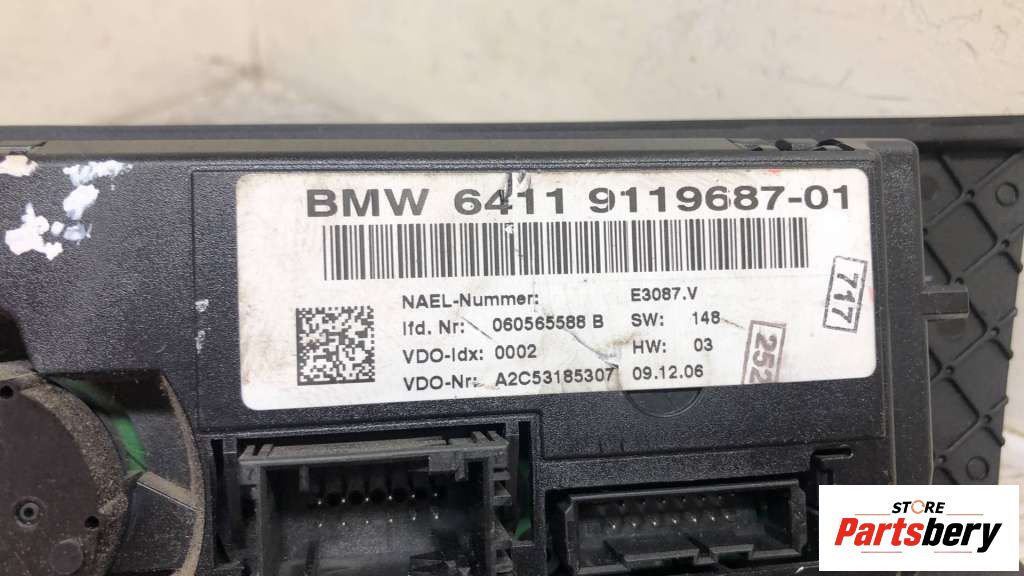 BMW 6411 9119687-01
NAEL-Nummer: E3087.V
lfd. Nr: 060565588 B SW: 148
VDO-Idx: 0002 HW: 03
VDO-Nr: A2C53185307 09.12.06
717
252
STORE
Partsbery